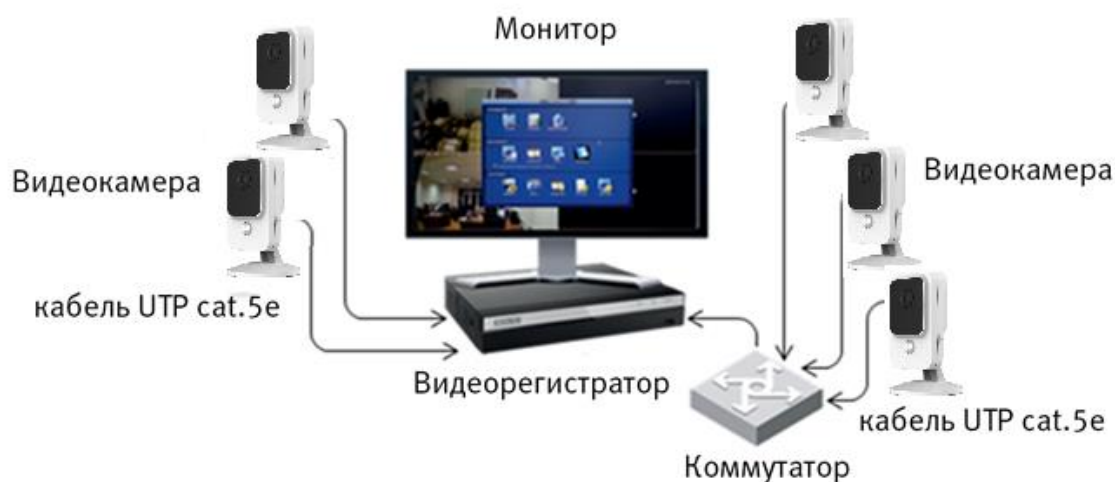 Монитор
Видеокамера
Видеокамера
кабель UTP cat.5e
Видеорегистратор
кабель UTP cat.5e
Коммутатор